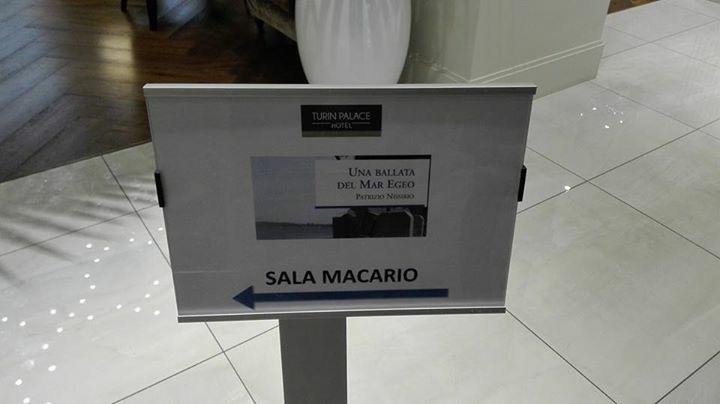 TURIN PALACE
HOTEL
UNA BALLATA
DEL MAR EGEO
PATRIZIO NISSIRIO
SALA MACARIO